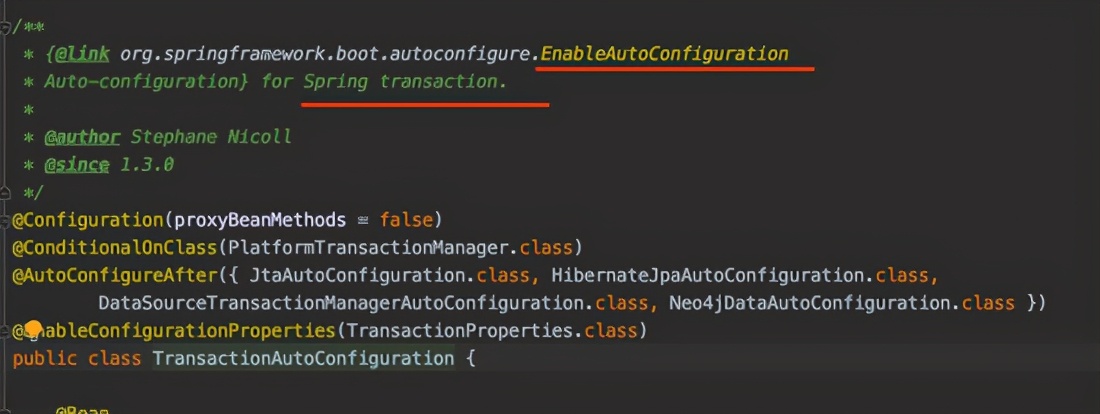 /**
* {@link org.springframework.boot.autoconfigure.EnableAutoConfiguration
* Auto-configuration} for Spring transaction.
*
* @author Stephane Nicoll
* @since 1.3.0
*/
@Configuration(proxyBeanMethods = false)
@ConditionalOnClass(PlatformTransactionManager.class)
@AutoConfigureAfter({ JtaAutoConfiguration.class, HibernateJpaAutoConfiguration.class,
DataSourceTransactionManagerAutoConfiguration.class, Neo4jDataAutoConfiguration.class })
@EnableConfigurationProperties(TransactionProperties.class)
public class TransactionAutoConfiguration {
@Bean